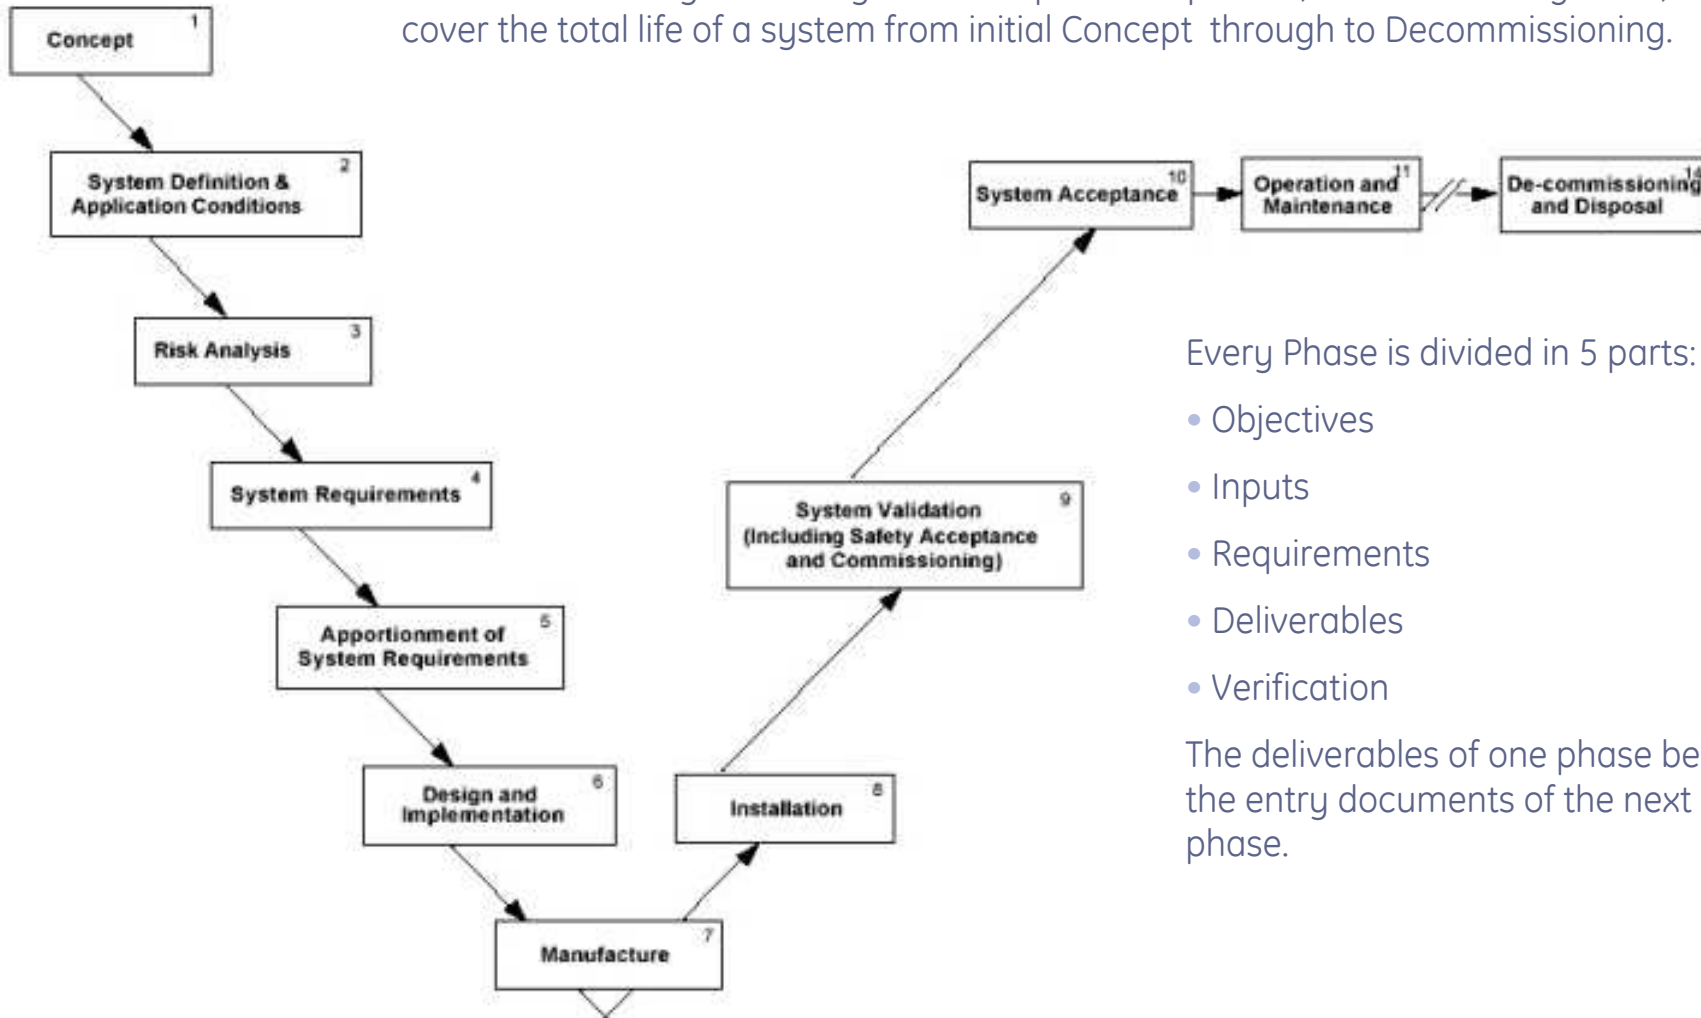 cover the total life of a system from initial Concept through to Decommissioning.
Concept 1
System Definition & 2
Application Conditions
Risk Analysis 3
System Requirements 4
Apportionment of 5
System Requirements
Design and 6
Implementation
Manufacture 7
Installation 8
System Validation 9
(Including Safety Acceptance
and Commissioning)
System Acceptance 10
Operation and 11
Maintenance
De-commissioning 14
and Disposal
Every Phase is divided in 5 parts:
• Objectives
• Inputs
• Requirements
• Deliverables
• Verification
The deliverables of one phase be
the entry documents of the next
phase.